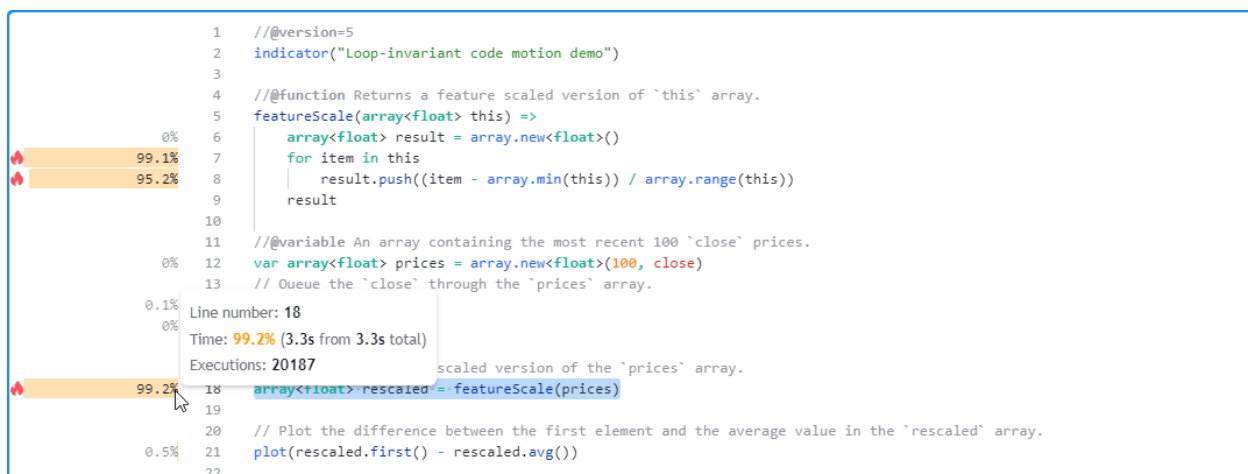 1 //@version=5
2 indicator("Loop-invariant code motion demo")
3
4 //@function Returns a feature scaled version of `this` array.
5 featureScale(array<float> this) =>
0% 6 array<float> result = array.new<float>()
99.1% 7 for item in this
95.2% 8 result.push((item - array.min(this)) / array.range(this))
9 result
10
11 //@variable An array containing the most recent 100 `close` prices.
0% 12 var array<float> prices = array.new<float>(100, close)
13 // Queue the `close` through the `prices` array.
0.1%
Line number: 18
0%
Time: 99.2% (3.3s from 3.3s total)
Executions: 20187
scaled version of the `prices` array.
99.2% 18 array<float> rescaled = featureScale(prices)
19
20 // Plot the difference between the first element and the average value in the `rescaled` array.
0.5% 21 plot(rescaled.first() - rescaled.avg())
22